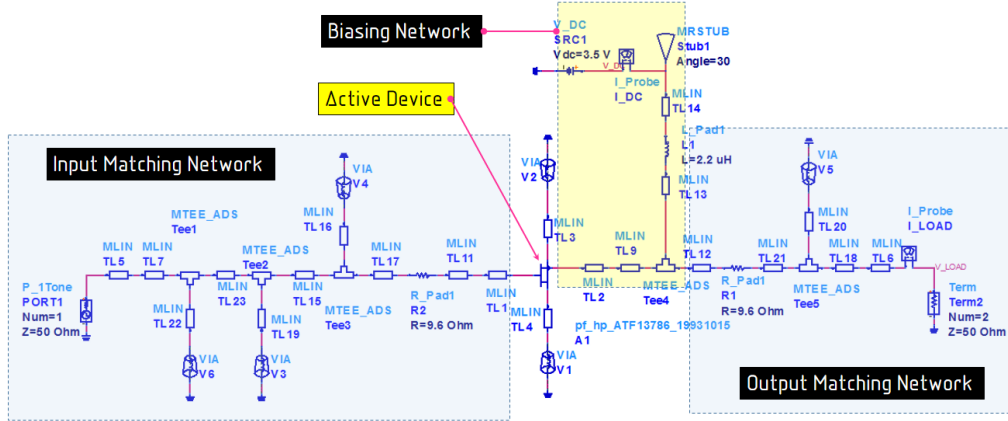 Biasing Network
V_DC
SRC1
Vdc=3.5 V
V_DC
I_Probe
I_DC
MRSTUB
Stub1
Angle=30
MLIN
TL14
L_Pad1
L1
L=2.2 uH
MLIN
TL13
Active Device
Input Matching Network
VIA
V4
MLIN
TL16
VIA
V2
MLIN
TL3
VIA
V5
MLIN
TL20
I_Probe
I_LOAD
V_LOAD
MTEE_ADS
Tee1
MTEE_ADS
Tee2
MLIN
TL5
MLIN
TL7
MLIN
TL23
MLIN
TL15
MTEE_ADS
Tee3
MLIN
TL17
R_Pad1
R2
R=9.6 Ohm
MLIN
TL11
MLIN
TL1
MLIN
TL2
MLIN
TL9
MTEE_ADS
Tee4
MLIN
TL12
R_Pad1
R1
R=9.6 Ohm
MLIN
TL21
MTEE_ADS
Tee5
MLIN
TL18
MLIN
TL6
P_1Tone
PORT1
Num=1
Z=50 Ohm
MLIN
TL22
MLIN
TL19
VIA
V6
VIA
V3
MLIN
TL4
pf_hp_ATF13786_19931015
A1
VIA
V1
Term
Term2
Num=2
Z=50 Ohm
Output Matching Network